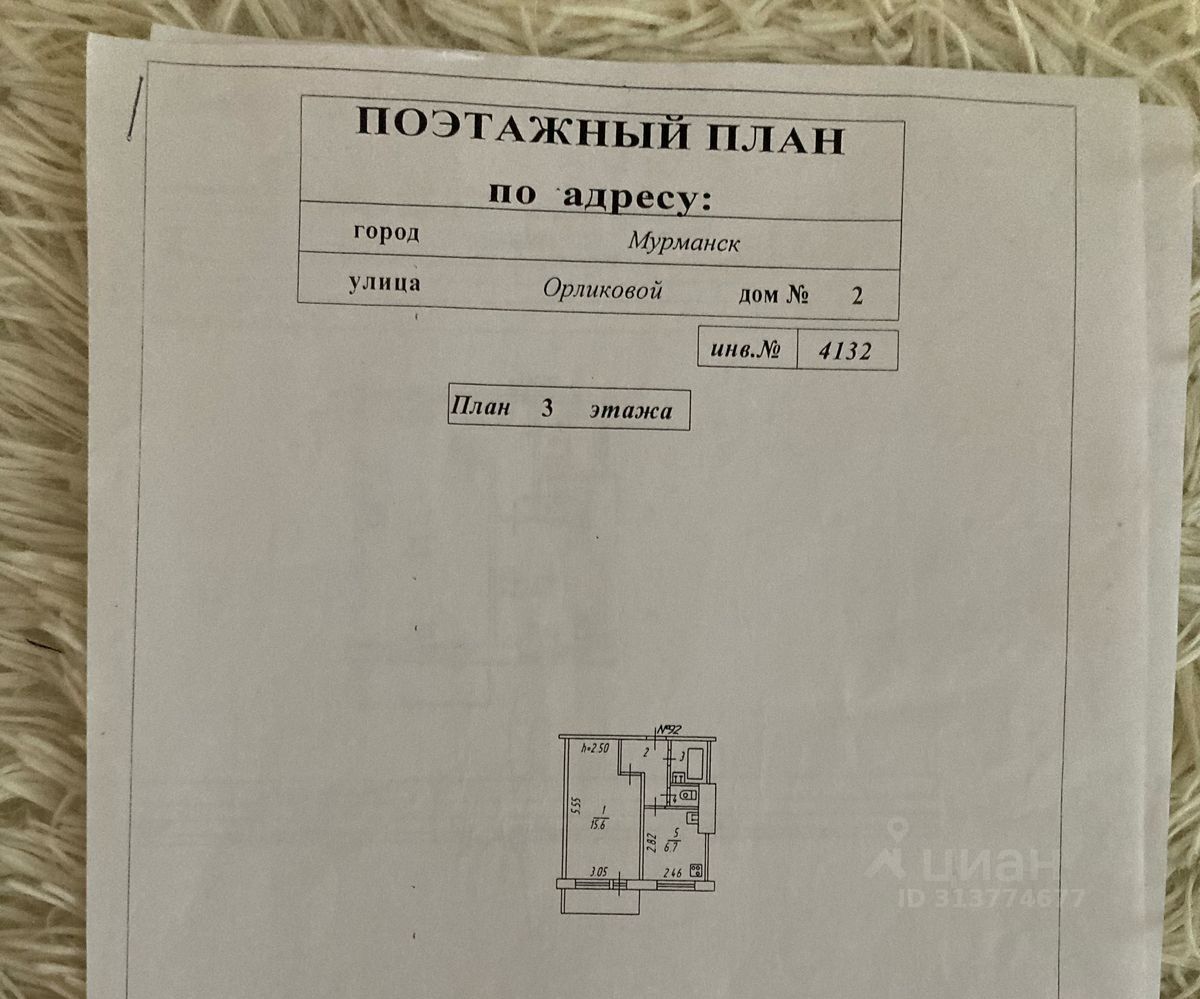 ПОЭТАЖНЫЙ ПЛАН
по адресу:
город Мурманск
улица Орликовой дом № 2
инв.№ 4132
План 3 этажа
№92
h=2.50 2 3
5.55 1
15.6
4
2.82 5
6.7
3.05 2.46
циан
ID 313774677